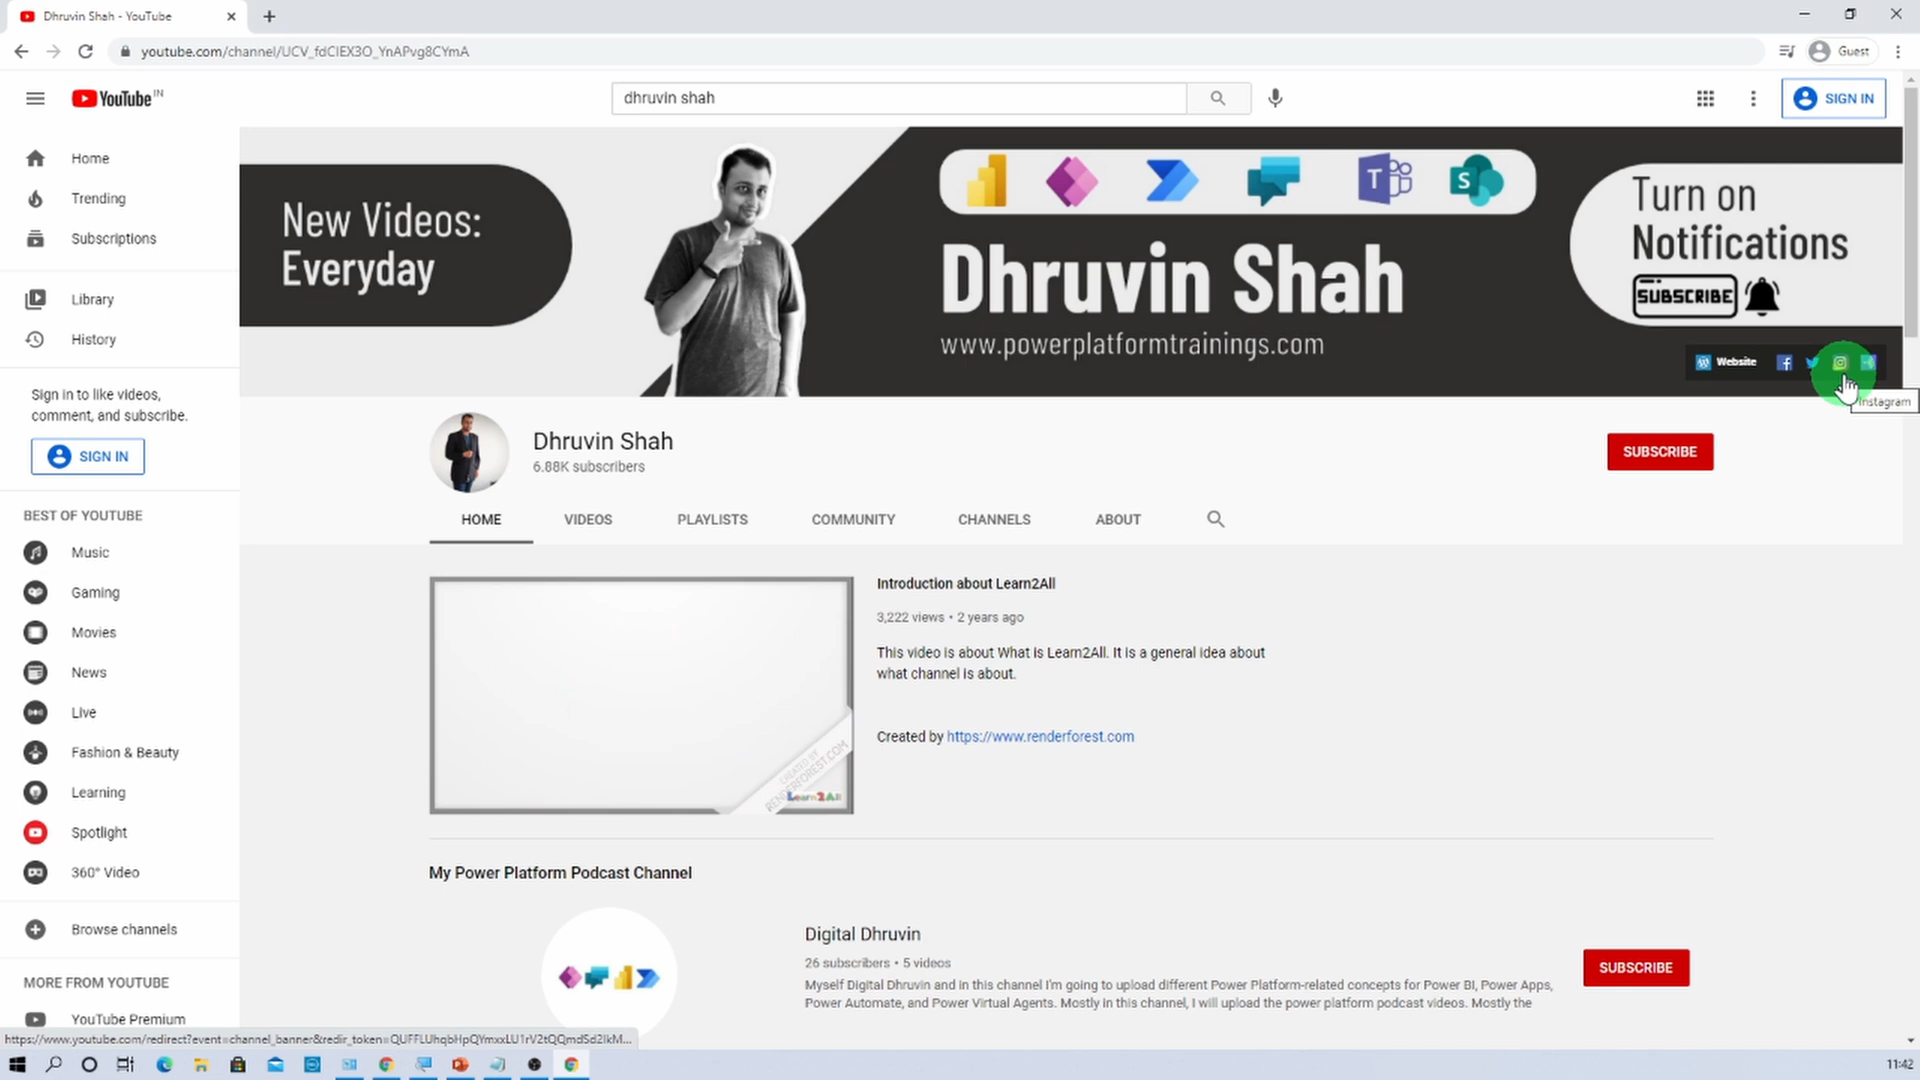 Dhruvin Shah - YouTube
youtube.com/channel/UCV_fdCIEX3O_YnAPvg8CYmA
Guest
YouTube IN
dhruvin shah
SIGN IN
Home
Trending
Subscriptions
Library
History
Sign in to like videos,
comment, and subscribe.
SIGN IN
BEST OF YOUTUBE
Music
Gaming
Movies
News
Live
Fashion & Beauty
Learning
Spotlight
360° Video
Browse channels
MORE FROM YOUTUBE
YouTube Premium
New Videos:
Everyday
Dhruvin Shah
www.powerplatformtrainings.com
Turn on
Notifications
SUBSCRIBE
Website
Instagram
Dhruvin Shah
6.88K subscribers
SUBSCRIBE
HOME
VIDEOS
PLAYLISTS
COMMUNITY
CHANNELS
ABOUT
CREATED BY
RENDERFOREST.COM
Learn2All
Introduction about Learn2All
3,222 views • 2 years ago
This video is about What is Learn2All. It is a general idea about
what channel is about.
Created by https://www.renderforest.com
My Power Platform Podcast Channel
Digital Dhruvin
26 subscribers • 5 videos
Myself Digital Dhruvin and in this channel I'm going to upload different Power Platform-related concepts for Power BI, Power Apps,
Power Automate, and Power Virtual Agents. Mostly in this channel, I will upload the power platform podcast videos. Mostly the
SUBSCRIBE
11:42